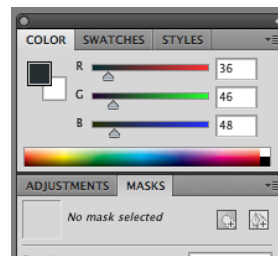 COLOR SWATCHES STYLES
R 36
G 46
B 48
ADJUSTMENTS MASKS
No mask selected